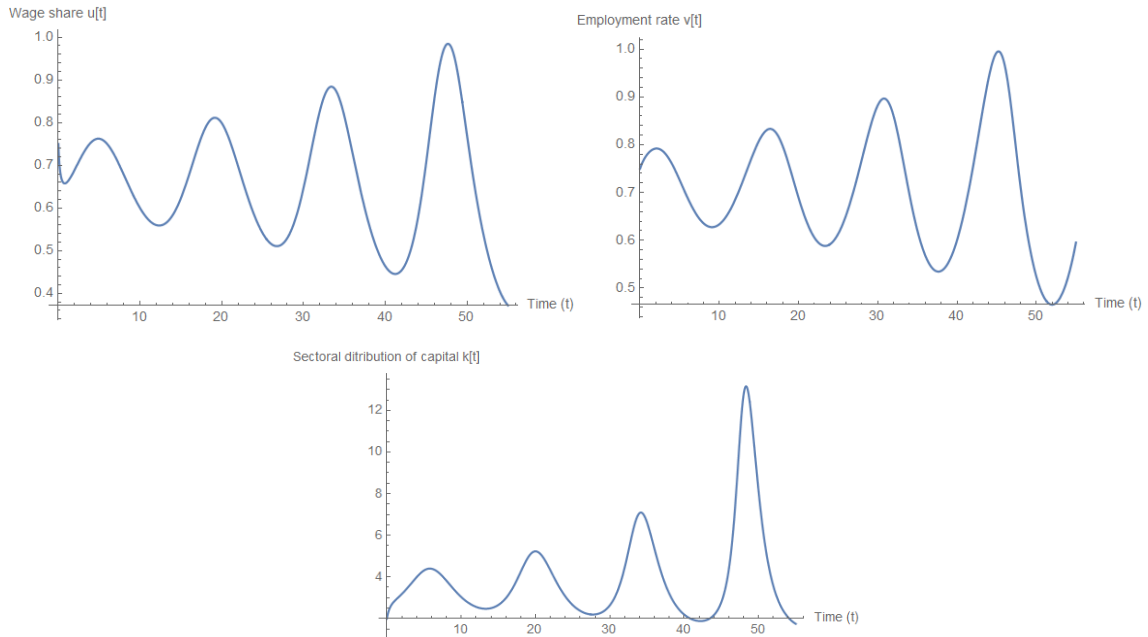 Wage share u[t]
1.0
0.9
0.8
0.7
0.6
0.5
0.4
10 20 30 40 50
Time (t)
Employment rate v[t]
1.0
0.9
0.8
0.7
0.6
0.5
10 20 30 40 50
Time (t)
Sectoral ditribution of capital k[t]
12
10
8
6
4
10 20 30 40 50
Time (t)